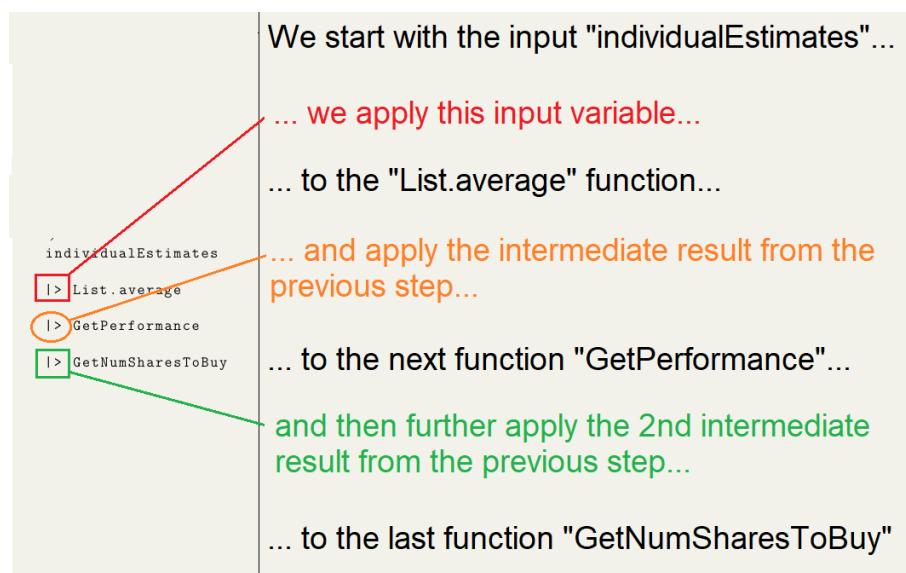 We start with the input "individualEstimates"...
... we apply this input variable...
... to the "List.average" function...
individualEstimates
... and apply the intermediate result from the
previous step...
|> List.average
|> GetPerformance
|> GetNumSharesToBuy
... to the next function "GetPerformance"...
and then further apply the 2nd intermediate
result from the previous step...
... to the last function "GetNumSharesToBuy"